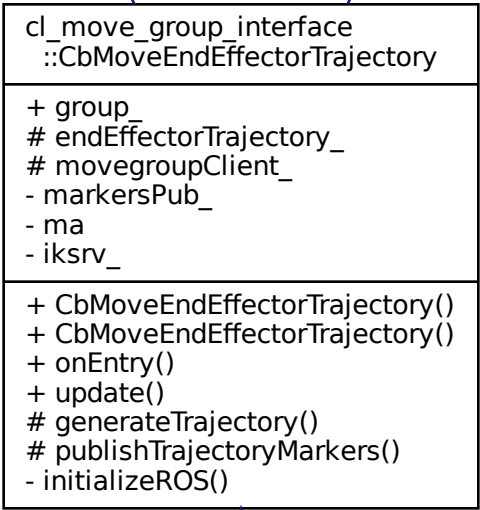 cl_move_group_interface
::CbMoveEndEffectorTrajectory
+ group_
# endEffectorTrajectory_
# movegroupClient_
- markersPub_
- ma
- iksrv_
+ CbMoveEndEffectorTrajectory()
+ CbMoveEndEffectorTrajectory()
+ onEntry()
+ update()
# generateTrajectory()
# publishTrajectoryMarkers()
- initializeROS()